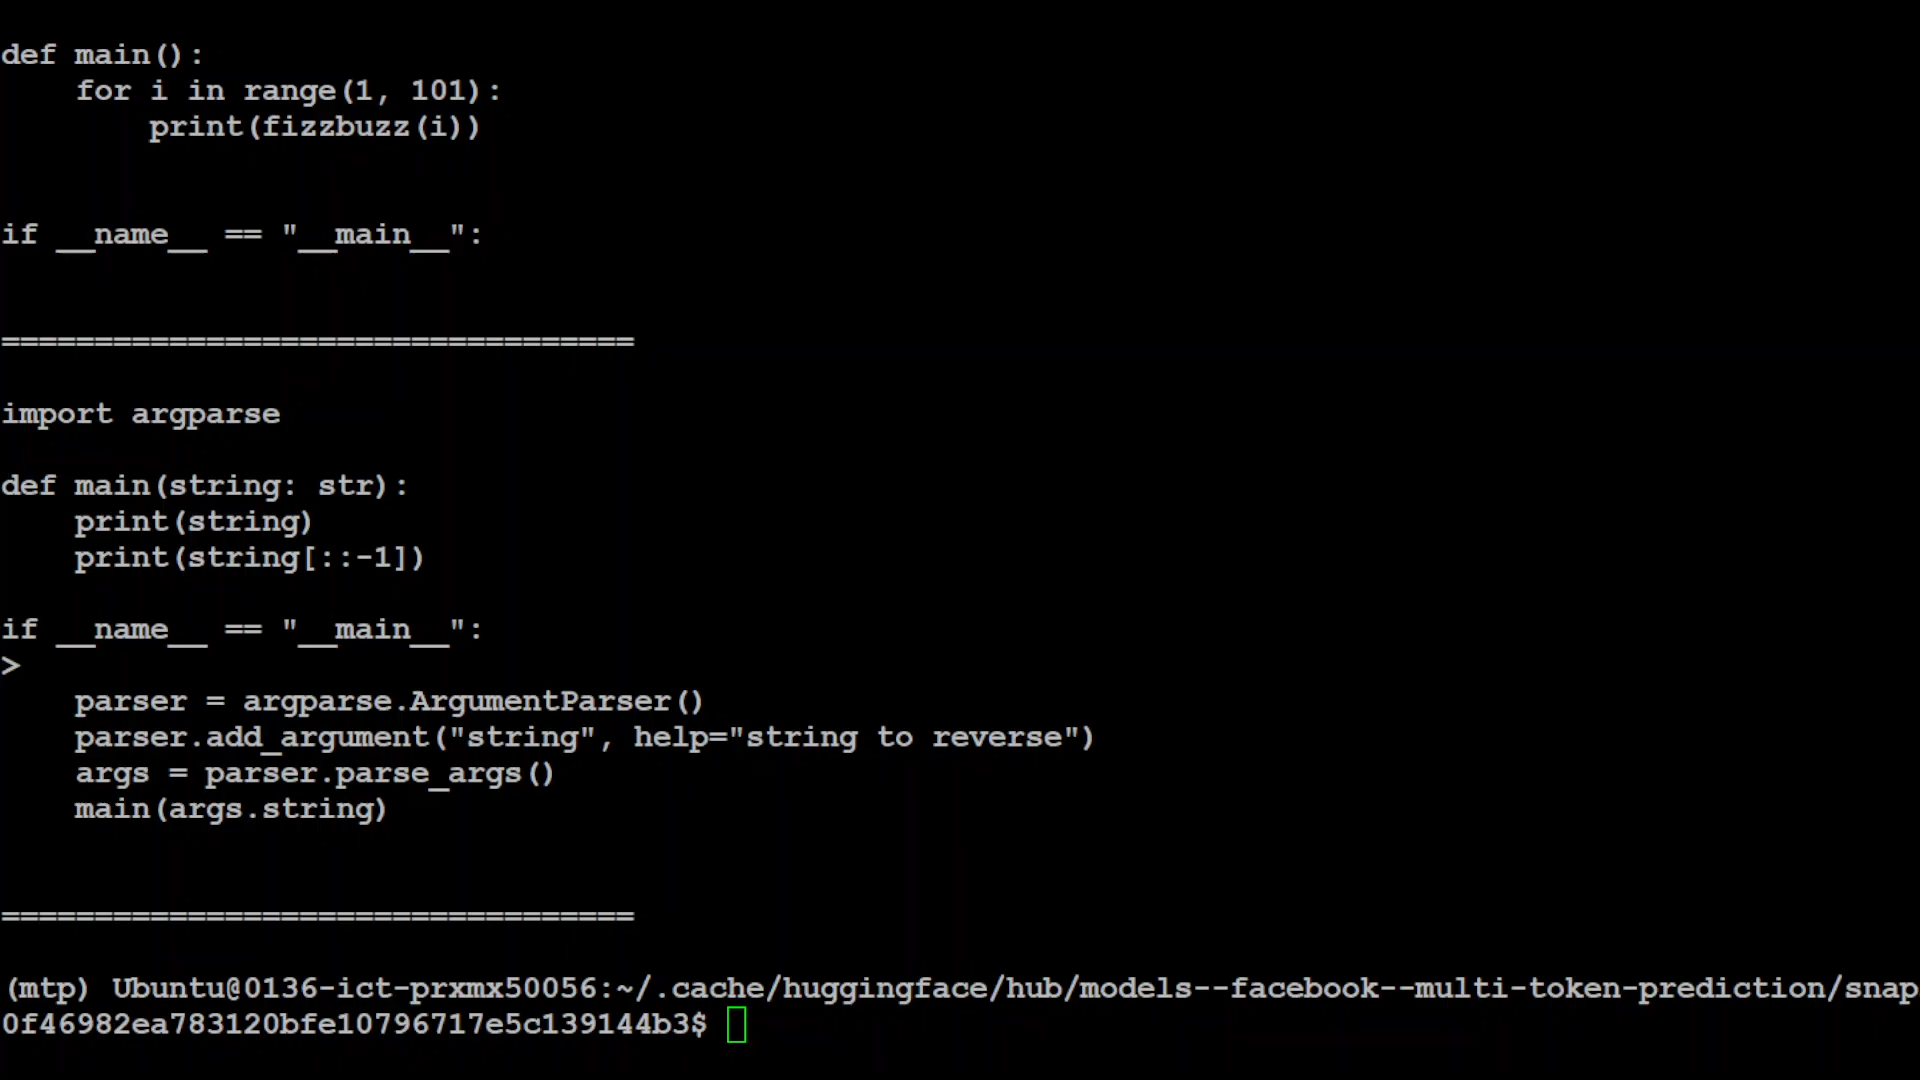 def main():
    for i in range(1, 101):
        print(fizzbuzz(i))
if __name__ == "__main__":
==================================
import argparse
def main(string: str):
    print(string)
    print(string[::-1])
if __name__ == "__main__":
>
    parser = argparse.ArgumentParser()
    parser.add_argument("string", help="string to reverse")
    args = parser.parse_args()
    main(args.string)
==================================
(mtp) Ubuntu@0136-ict-prxmx50056:~/.cache/huggingface/hub/models--facebook--multi-token-prediction/snap
0f46982ea783120bfe10796717e5c139144b3$